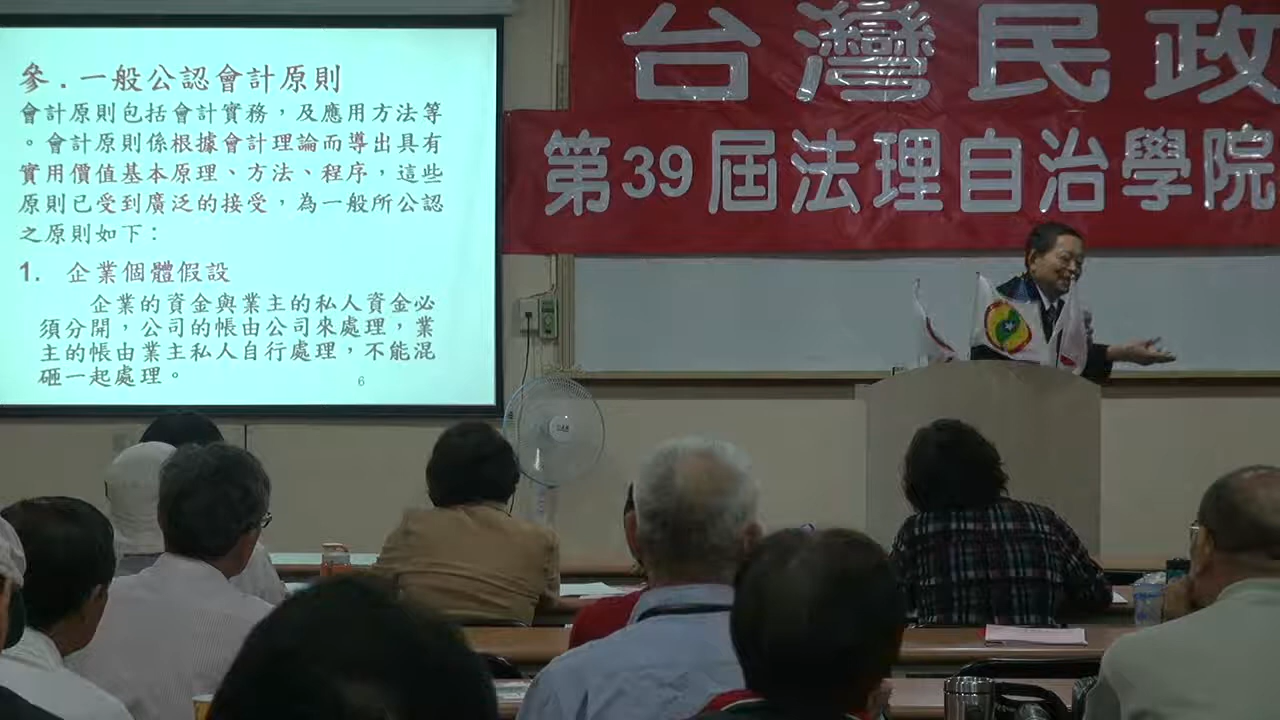 參．一般公認會計原則
會計原則包括會計實務，及應用方法等
。會計原則係根據會計理論而導出具有
實用價值基本原理、方法、程序，這些
原則已受到廣泛的接受，為一般所公認
之原則如下：
1. 企業個體假設
企業的資金與業主的私人資金必
須分開，公司的帳由公司來處理，業
主的帳由業主私人自行處理，不能混
砸一起處理。
6
台灣民政
第39屆法理自治學院